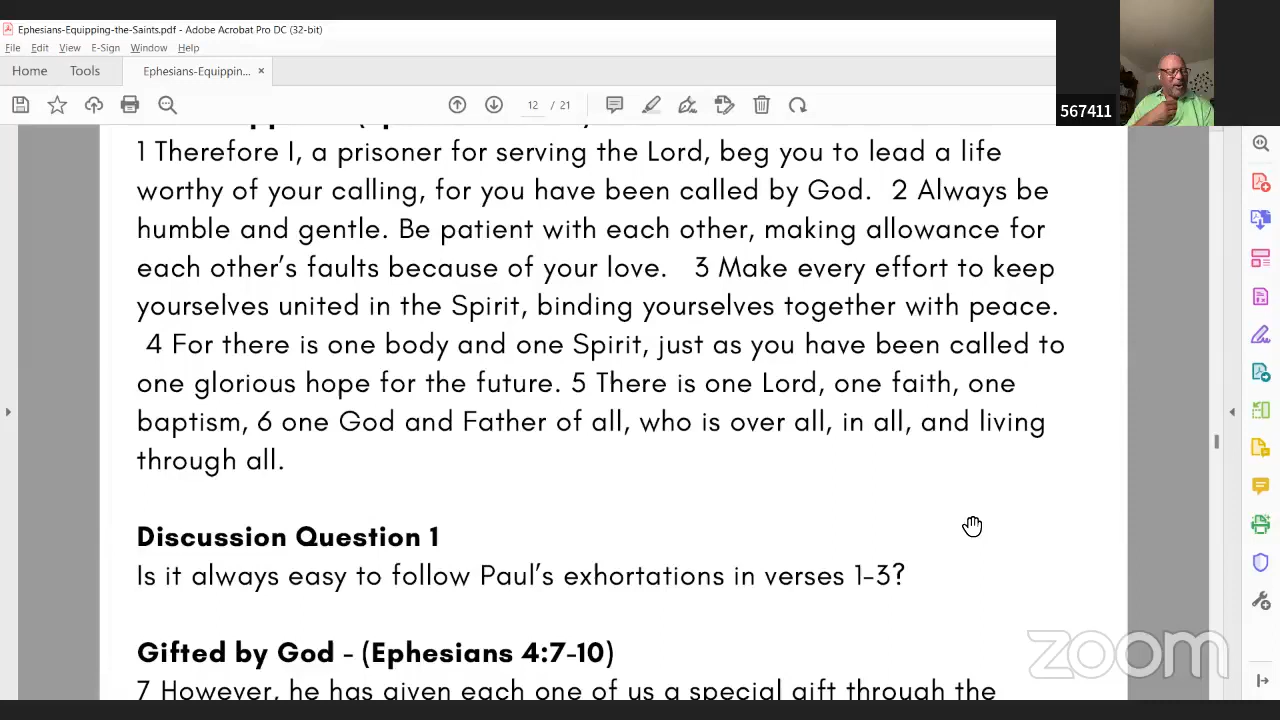 Ephesians-Equipping-the-Saints.pdf - Adobe Acrobat Pro DC (32-bit)
File Edit View E-Sign Window Help
Home Tools Ephesians-Equippin... ×
12 / 21
567411
1 Therefore I, a prisoner for serving the Lord, beg you to lead a life
worthy of your calling, for you have been called by God. 2 Always be
humble and gentle. Be patient with each other, making allowance for
each other’s faults because of your love. 3 Make every effort to keep
yourselves united in the Spirit, binding yourselves together with peace.
4 For there is one body and one Spirit, just as you have been called to
one glorious hope for the future. 5 There is one Lord, one faith, one
baptism, 6 one God and Father of all, who is over all, in all, and living
through all.
Discussion Question 1
Is it always easy to follow Paul’s exhortations in verses 1-3?
Gifted by God - (Ephesians 4:7-10)
7 However, he has given each one of us a special gift through the
zoom